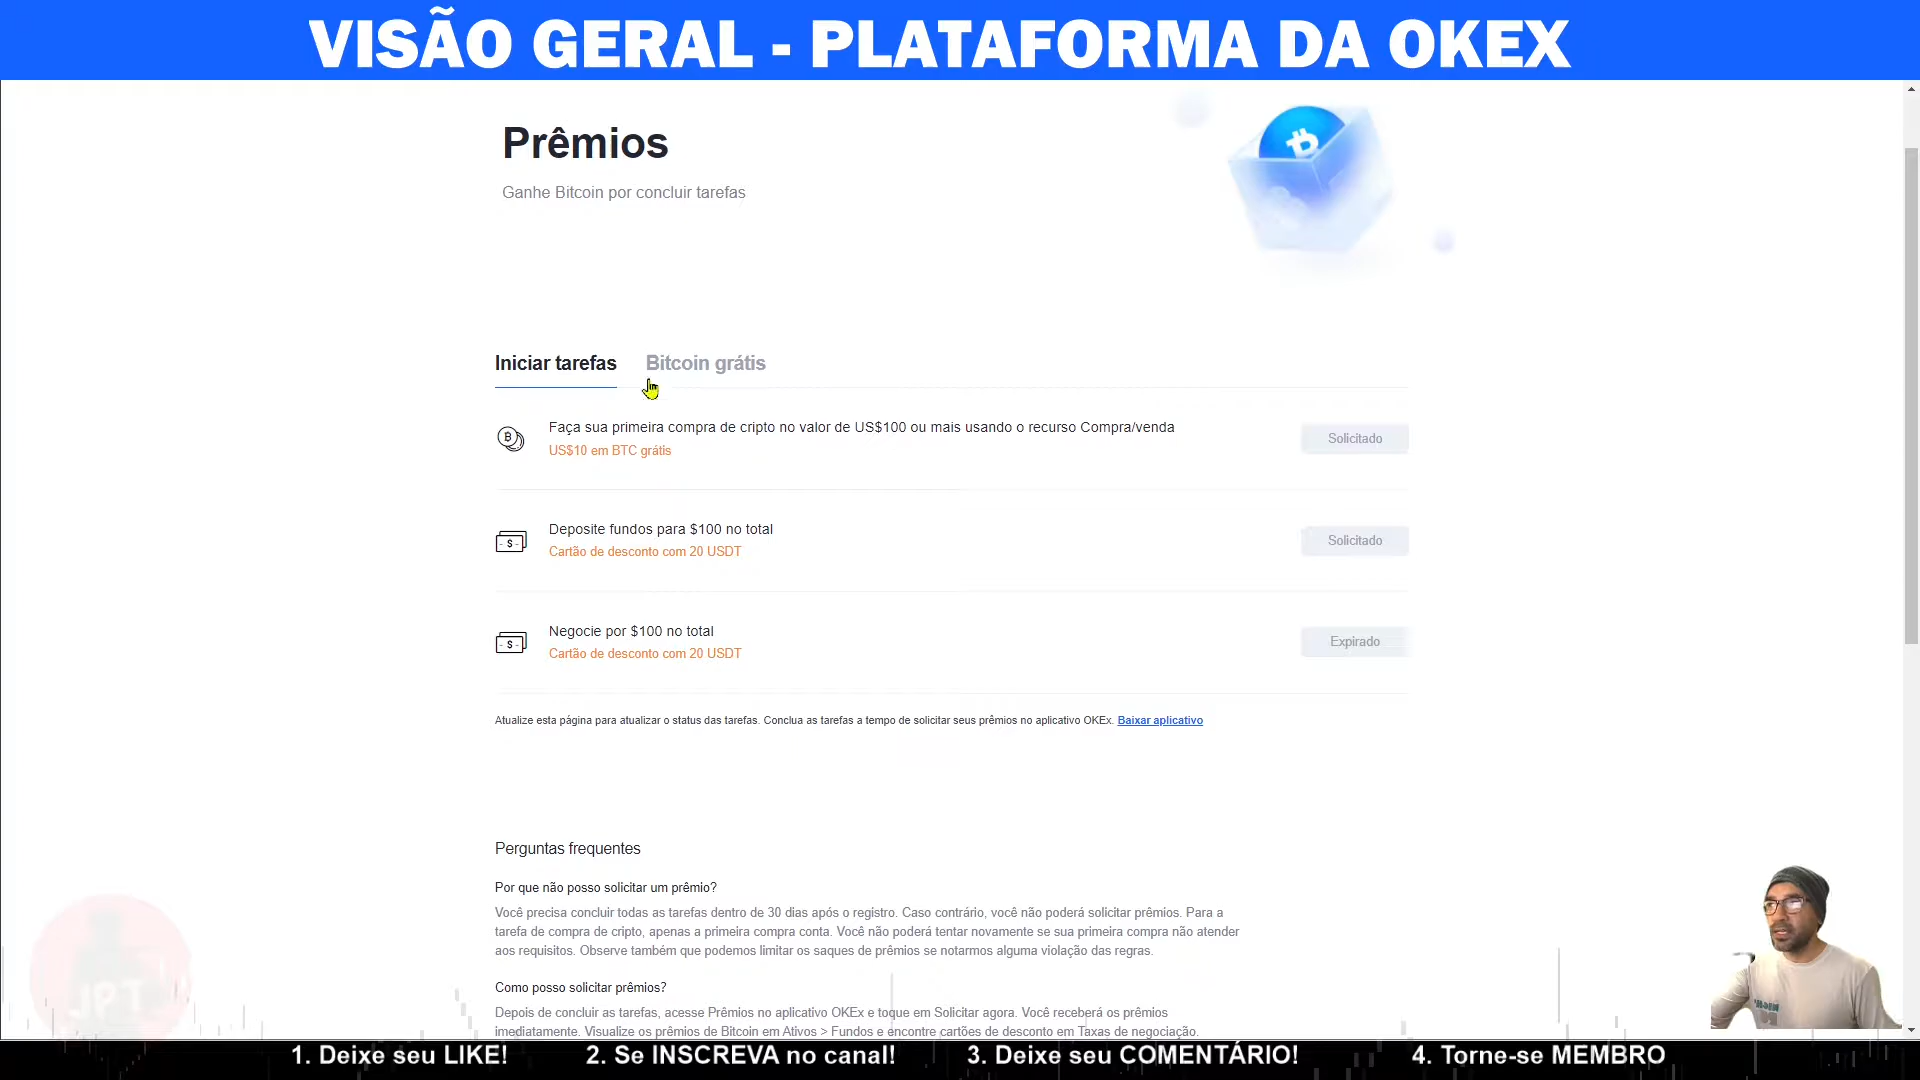 VISÃO GERAL - PLATAFORMA DA OKEX
Prêmios
Ganhe Bitcoin por concluir tarefas
Iniciar tarefas
Bitcoin grátis
Faça sua primeira compra de cripto no valor de US$100 ou mais usando o recurso Compra/venda
US$10 em BTC grátis
Solicitado
Deposite fundos para $100 no total
Cartão de desconto com 20 USDT
Solicitado
Negocie por $100 no total
Cartão de desconto com 20 USDT
Expirado
Atualize esta página para atualizar o status das tarefas. Conclua as tarefas a tempo de solicitar seus prêmios no aplicativo OKEx. Baixar aplicativo
Perguntas frequentes
Por que não posso solicitar um prêmio?
Você precisa concluir todas as tarefas dentro de 30 dias após o registro. Caso contrário, você não poderá solicitar prêmios. Para a
tarefa de compra de cripto, apenas a primeira compra conta. Você não poderá tentar novamente se sua primeira compra não atender
aos requisitos. Observe também que podemos limitar os saques de prêmios se notarmos alguma violação das regras.
Como posso solicitar prêmios?
Depois de concluir as tarefas, acesse Prêmios no aplicativo OKEx e toque em Solicitar agora. Você receberá os prêmios
imediatamente. Visualize os prêmios de Bitcoin em Ativos > Fundos e encontre cartões de desconto em Taxas de negociação.
JPT
1. Deixe seu LIKE!
2. Se INSCREVA no canal!
3. Deixe seu COMENTÁRIO!
4. Torne-se MEMBRO